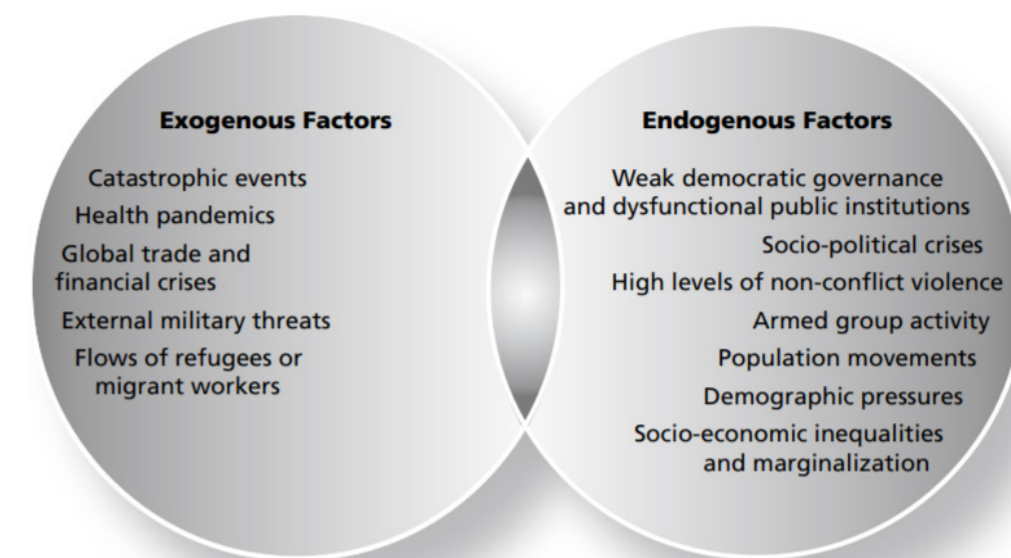 Exogenous Factors
Catastrophic events
Health pandemics
Global trade and
financial crises
External military threats
Flows of refugees or
migrant workers
Endogenous Factors
Weak democratic governance
and dysfunctional public institutions
Socio-political crises
High levels of non-conflict violence
Armed group activity
Population movements
Demographic pressures
Socio-economic inequalities
and marginalization